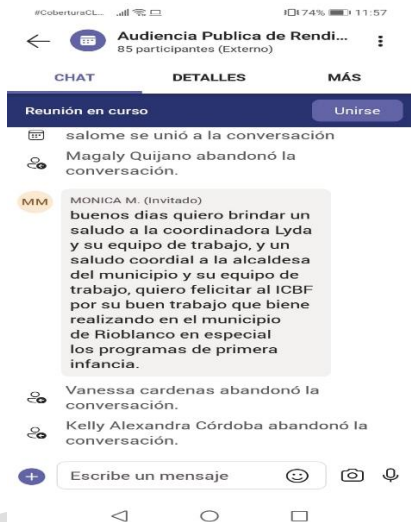 #CoberturaCL... 74% 11:57
Audiencia Publica de Rendi...
85 participantes (Externo)
CHAT DETALLES MÁS
Reunión en curso Unirse
salome se unió a la conversación
Magaly Quijano abandonó la
conversación.
MM MONICA M. (Invitado)
buenos dias quiero brindar un
saludo a la coordinadora Lyda
y su equipo de trabajo, y un
saludo coordial a la alcaldesa
del municipio y su equipo de
trabajo, quiero felicitar al ICBF
por su buen trabajo que biene
realizando en el municipio
de Rioblanco en especial
los programas de primera
infancia.
Vanessa cardenas abandonó la
conversación.
Kelly Alexandra Córdoba abandonó la
conversación.
Escribe un mensaje